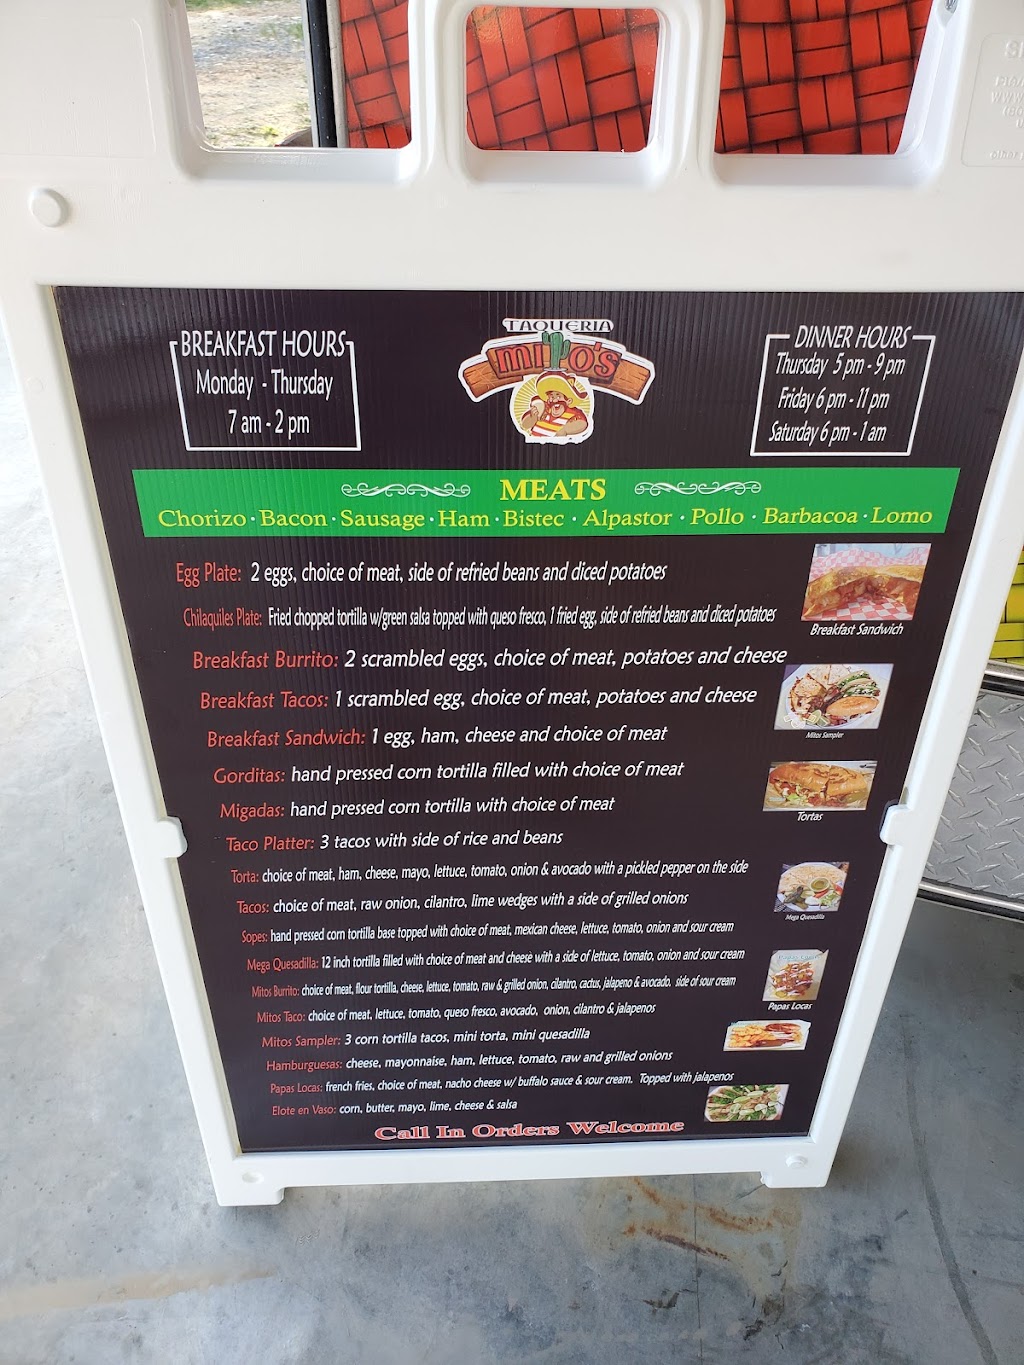 BREAKFAST HOURS
Monday - Thursday
7 am - 2 pm
TAQUERIA
MITO'S
DINNER HOURS
Thursday 5 pm - 9 pm
Friday 6 pm - 11 pm
Saturday 6 pm - 1 am
MEATS
Chorizo · Bacon · Sausage · Ham · Bistec · Alpastor · Pollo · Barbacoa · Lomo
Egg Plate: 2 eggs, choice of meat, side of refried beans and diced potatoes
Chilaquiles Plate: Fried chopped tortilla w/green salsa topped with queso fresco, 1 fried egg, side of refried beans and diced potatoes
Breakfast Burrito: 2 scrambled eggs, choice of meat, potatoes and cheese
Breakfast Tacos: 1 scrambled egg, choice of meat, potatoes and cheese
Breakfast Sandwich: 1 egg, ham, cheese and choice of meat
Gorditas: hand pressed corn tortilla filled with choice of meat
Migadas: hand pressed corn tortilla with choice of meat
Taco Platter: 3 tacos with side of rice and beans
Torta: choice of meat, ham, cheese, mayo, lettuce, tomato, onion & avocado with a pickled pepper on the side
Tacos: choice of meat, raw onion, cilantro, lime wedges with a side of grilled onions
Sopes: hand pressed corn tortilla base topped with choice of meat, mexican cheese, lettuce, tomato, onion and sour cream
Mega Quesadilla: 12 inch tortilla filled with choice of meat and cheese with a side of lettuce, tomato, onion and sour cream
Mitos Burrito: choice of meat, flour tortilla, cheese, lettuce, tomato, raw & grilled onion, cilantro, cactus, jalapeno & avocado. side of sour cream
Mitos Taco: choice of meat, lettuce, tomato, queso fresco, avocado, onion, cilantro & jalapenos
Mitos Sampler: 3 corn tortilla tacos, mini torta, mini quesadilla
Hamburguesas: cheese, mayonnaise, ham, lettuce, tomato, raw and grilled onions
Papas Locas: french fries, choice of meat, nacho cheese w/ buffalo sauce & sour cream. Topped with jalapenos
Elote en Vaso: corn, butter, mayo, lime, cheese & salsa
Call In Orders Welcome
Breakfast Sandwich
Mitos Sampler
Tortas
Mega Quesadilla
Papas Locas